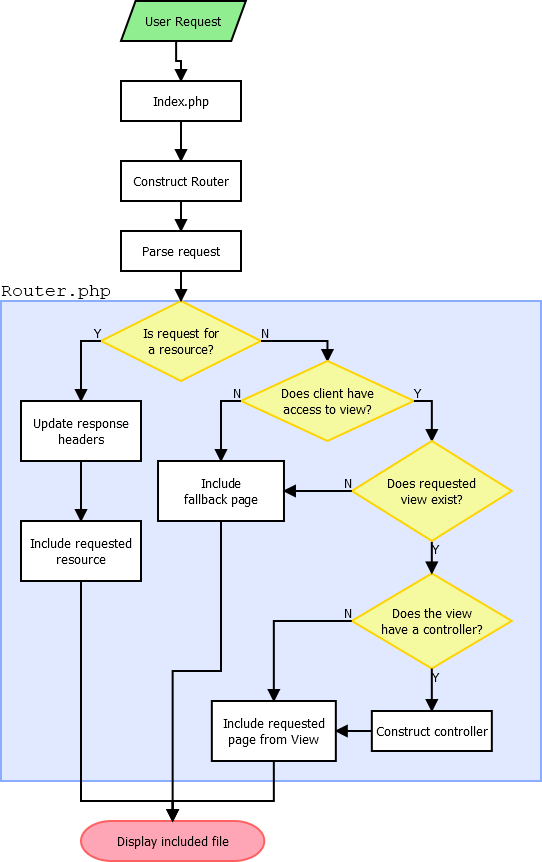 User Request
Index.php
Construct Router
Parse request
Router.php
Is request for
a resource?
Y
N
Does client have
access to view?
N
Y
Update response
headers
Include
fallback page
Does requested
view exist?
N
Y
Include requested
resource
Does the view
have a controller?
N
Y
Include requested
page from View
Construct controller
Display included file